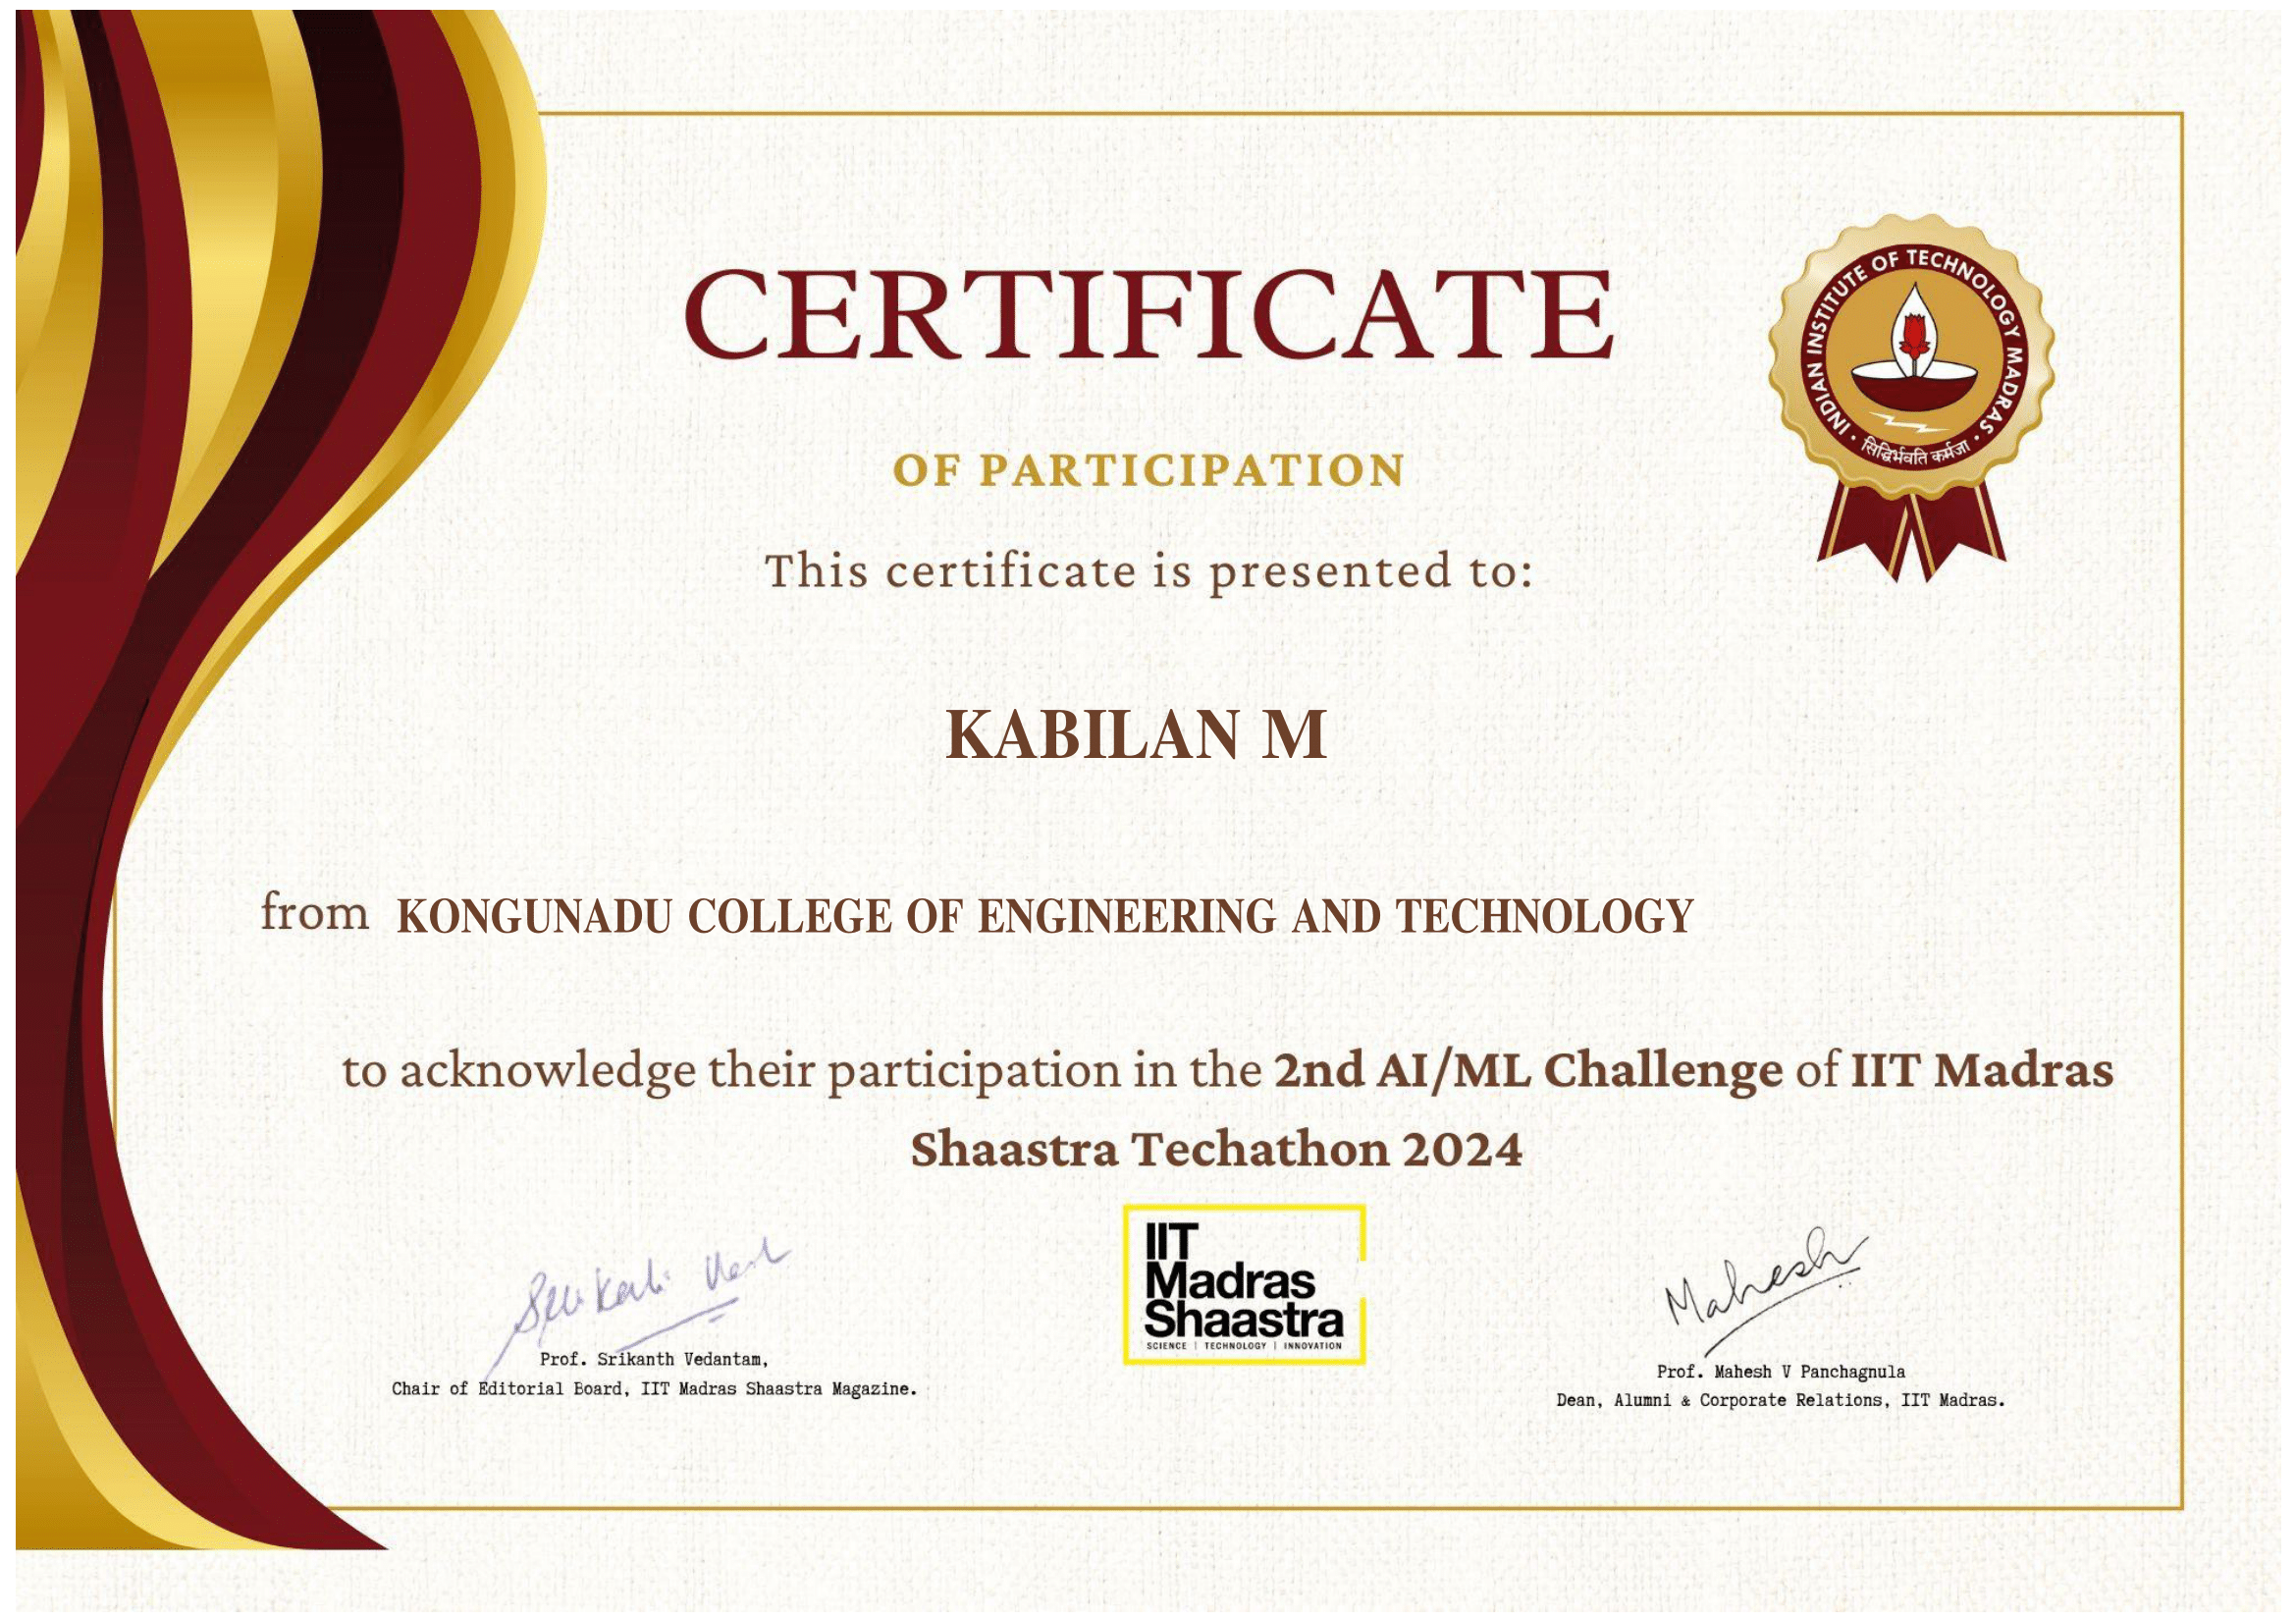 CERTIFICATE
INDIAN INSTITUTE OF TECHNOLOGY MADRAS
सिद्धिर्भवति कर्मजा
OF PARTICIPATION
This certificate is presented to:
KABILAN M
from KONGUNADU COLLEGE OF ENGINEERING AND TECHNOLOGY
to acknowledge their participation in the 2nd AI/ML Challenge of IIT Madras
Shaastra Techathon 2024
IIT
Madras
Shaastra
SCIENCE | TECHNOLOGY | INNOVATION
Mahesh
Prof. Srikanth Vedantam,
Chair of Editorial Board, IIT Madras Shaastra Magazine.
Prof. Mahesh V Panchagnula
Dean, Alumni & Corporate Relations, IIT Madras.